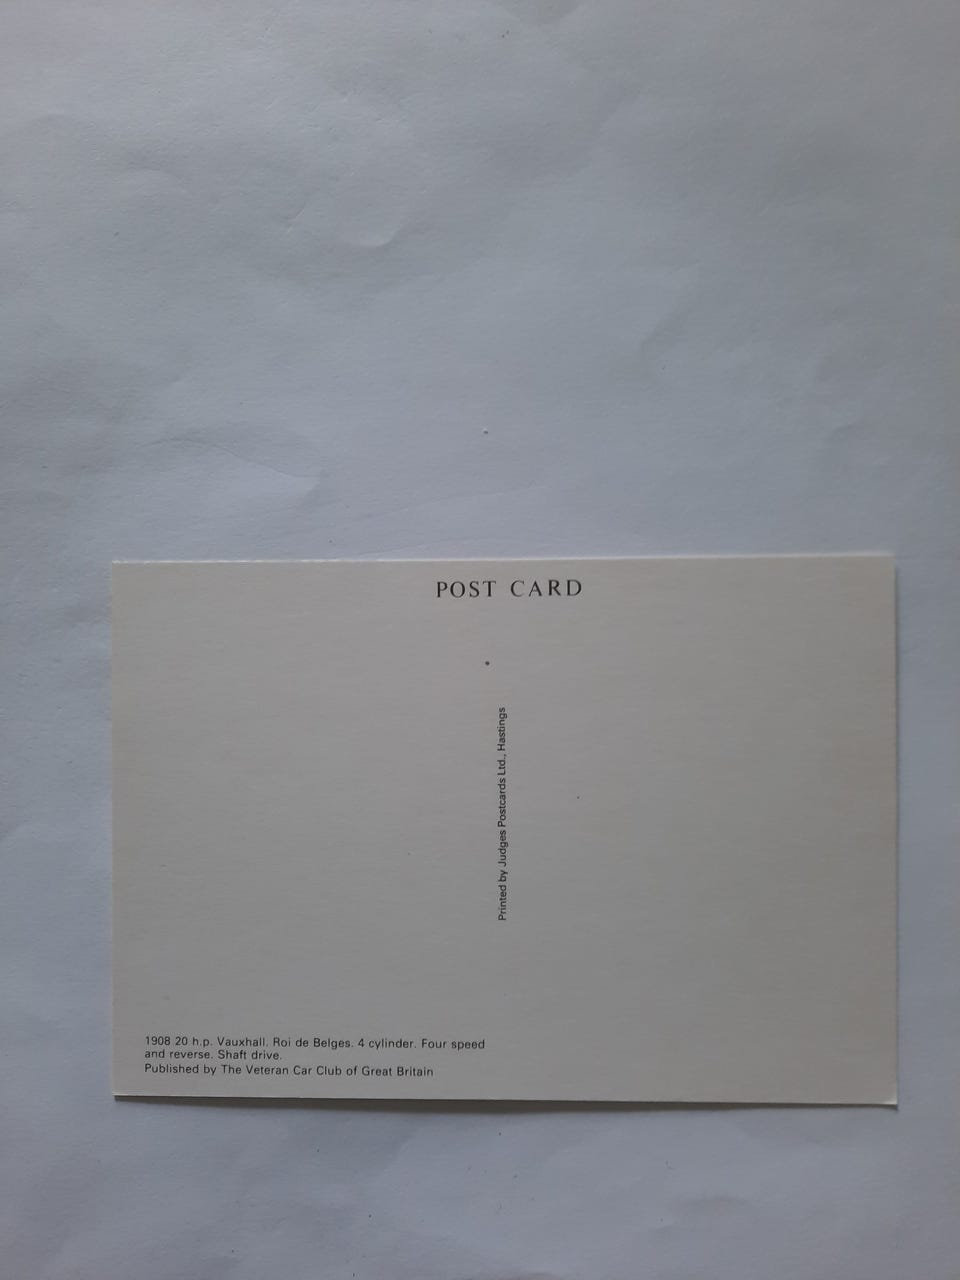 POST CARD
Printed by Judges Postcards Ltd., Hastings
1908 20 h.p. Vauxhall. Roi de Belges. 4 cylinder. Four speed
and reverse. Shaft drive.
Published by The Veteran Car Club of Great Britain